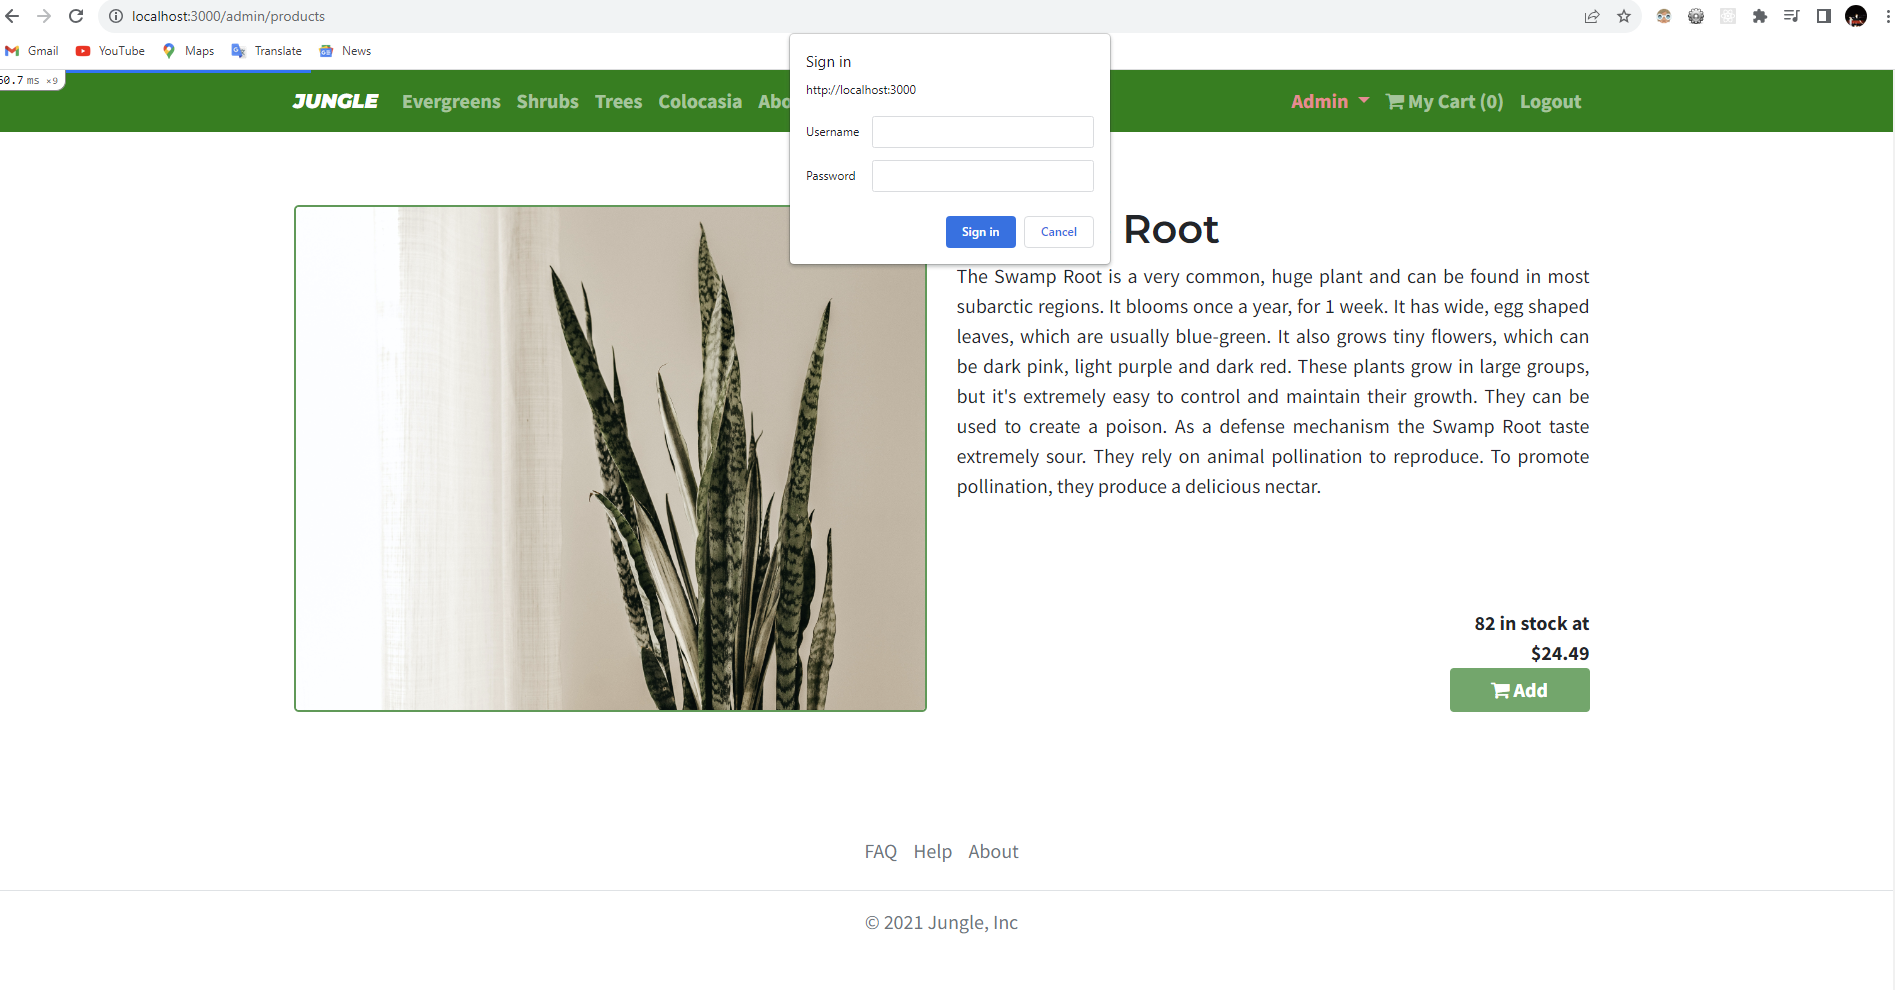 localhost:3000/admin/products
Gmail YouTube Maps Translate News
60.7 ms ×9
JUNGLE Evergreens Shrubs Trees Colocasia Abo
Admin My Cart (0) Logout
Sign in
http://localhost:3000
Username
Password
Sign in Cancel
Root
The Swamp Root is a very common, huge plant and can be found in most
subarctic regions. It blooms once a year, for 1 week. It has wide, egg shaped
leaves, which are usually blue-green. It also grows tiny flowers, which can
be dark pink, light purple and dark red. These plants grow in large groups,
but it's extremely easy to control and maintain their growth. They can be
used to create a poison. As a defense mechanism the Swamp Root taste
extremely sour. They rely on animal pollination to reproduce. To promote
pollination, they produce a delicious nectar.
82 in stock at
$24.49
Add
FAQ Help About
© 2021 Jungle, Inc